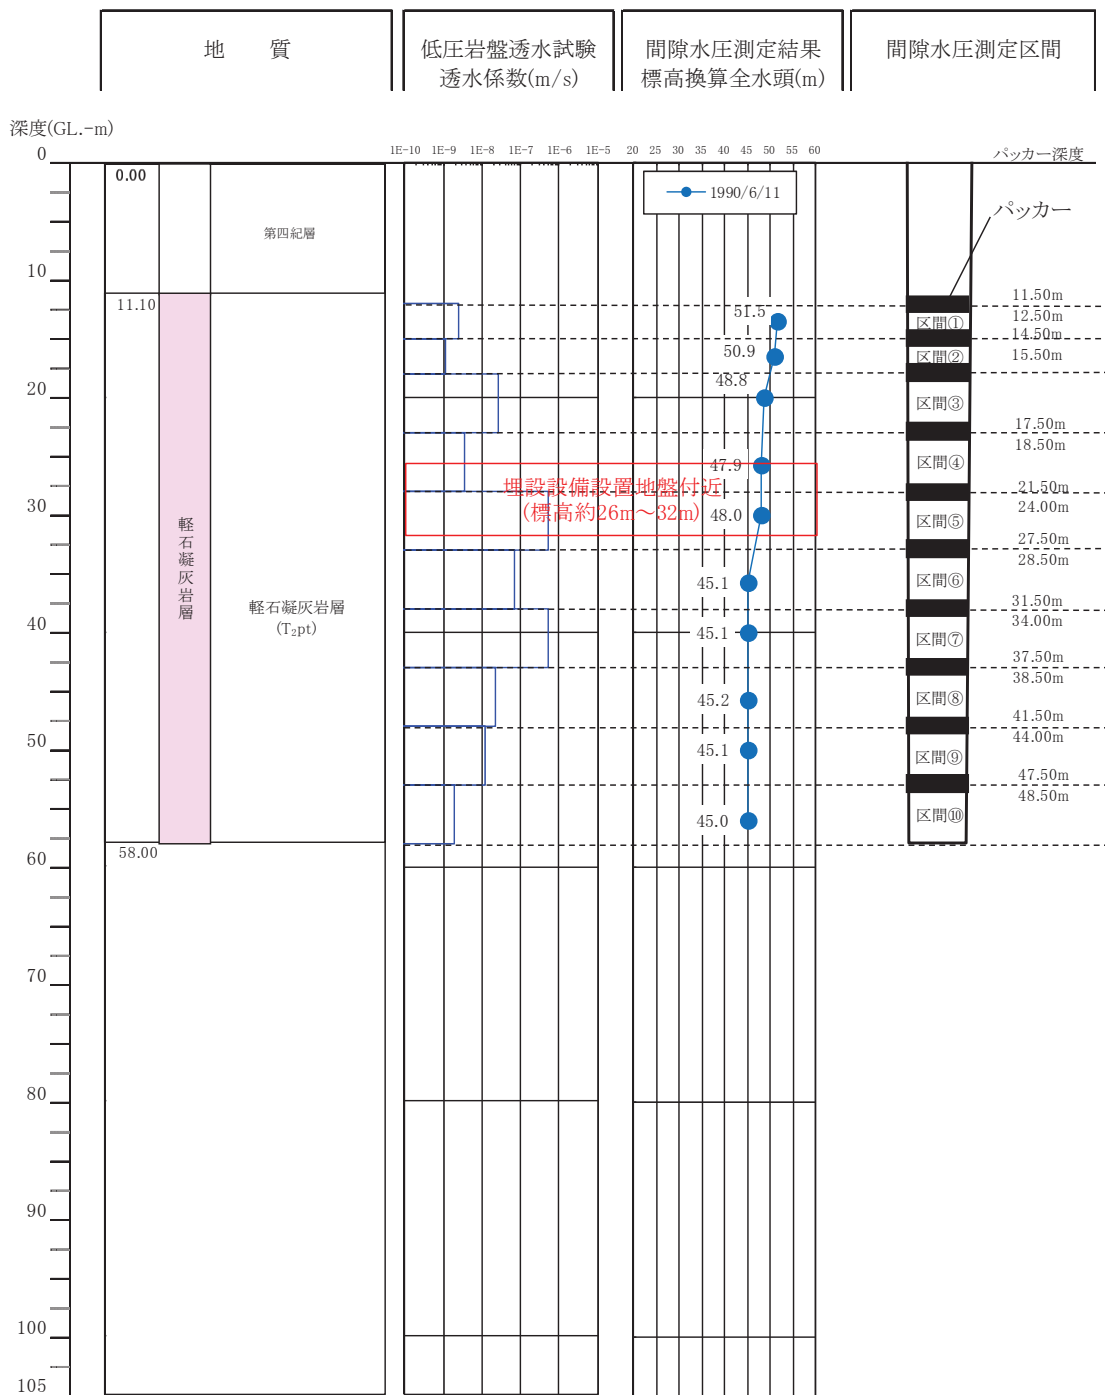 地　質
低圧岩盤透水試験
透水係数(m/s)
間隙水圧測定結果
標高換算全水頭(m)
間隙水圧測定区間
深度(GL.-m)
0
10
20
30
40
50
60
70
80
90
100
105
0.00
第四紀層
11.10
軽石凝灰岩層
軽石凝灰岩層
(T₂pt)
58.00
1E-10 1E-9 1E-8 1E-7 1E-6 1E-5
20 25 30 35 40 45 50 55 60
1990/6/11
51.5
50.9
48.8
47.9
48.0
45.1
45.1
45.2
45.1
45.0
埋設設備設置地盤付近
(標高約26m～32m)
パッカー深度
パッカー
区間①
区間②
区間③
区間④
区間⑤
区間⑥
区間⑦
区間⑧
区間⑨
区間⑩
11.50m
12.50m
14.50m
15.50m
17.50m
18.50m
21.50m
24.00m
27.50m
28.50m
31.50m
34.00m
37.50m
38.50m
41.50m
44.00m
47.50m
48.50m